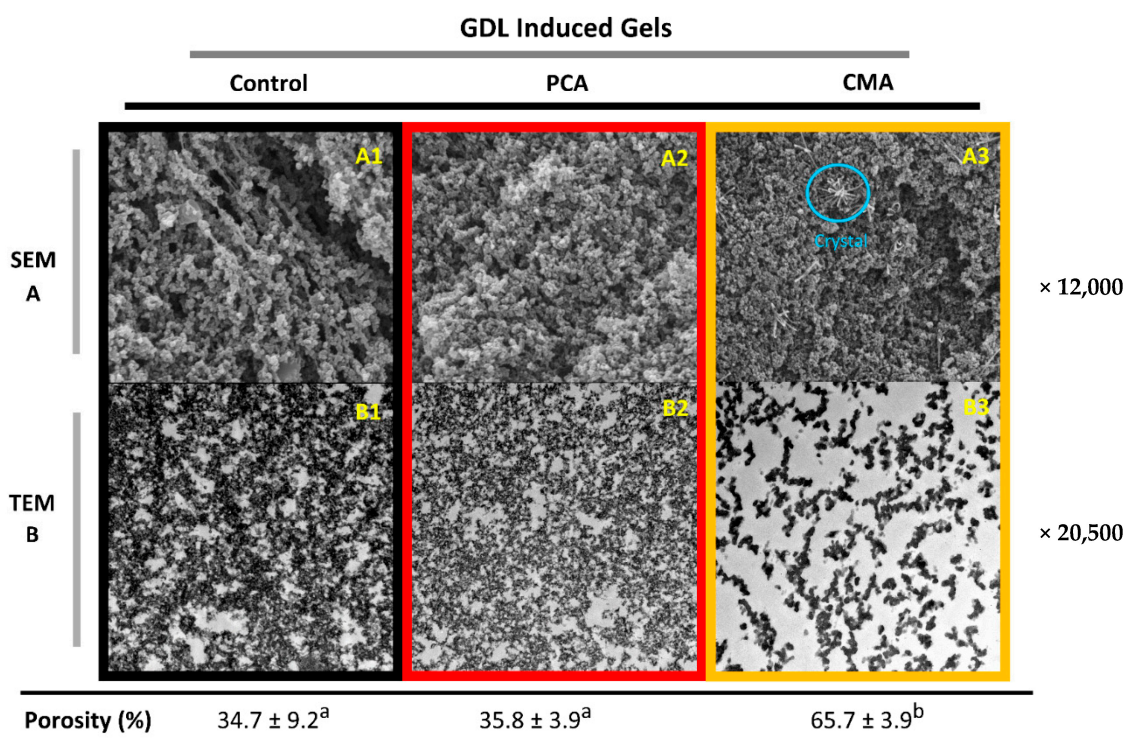 GDL Induced Gels
Control PCA CMA
A1 A2 A3
Crystal
SEM
A
× 12,000
B1 B2 B3
TEM
B
× 20,500
Porosity (%) 34.7 ± 9.2a 35.8 ± 3.9a 65.7 ± 3.9b